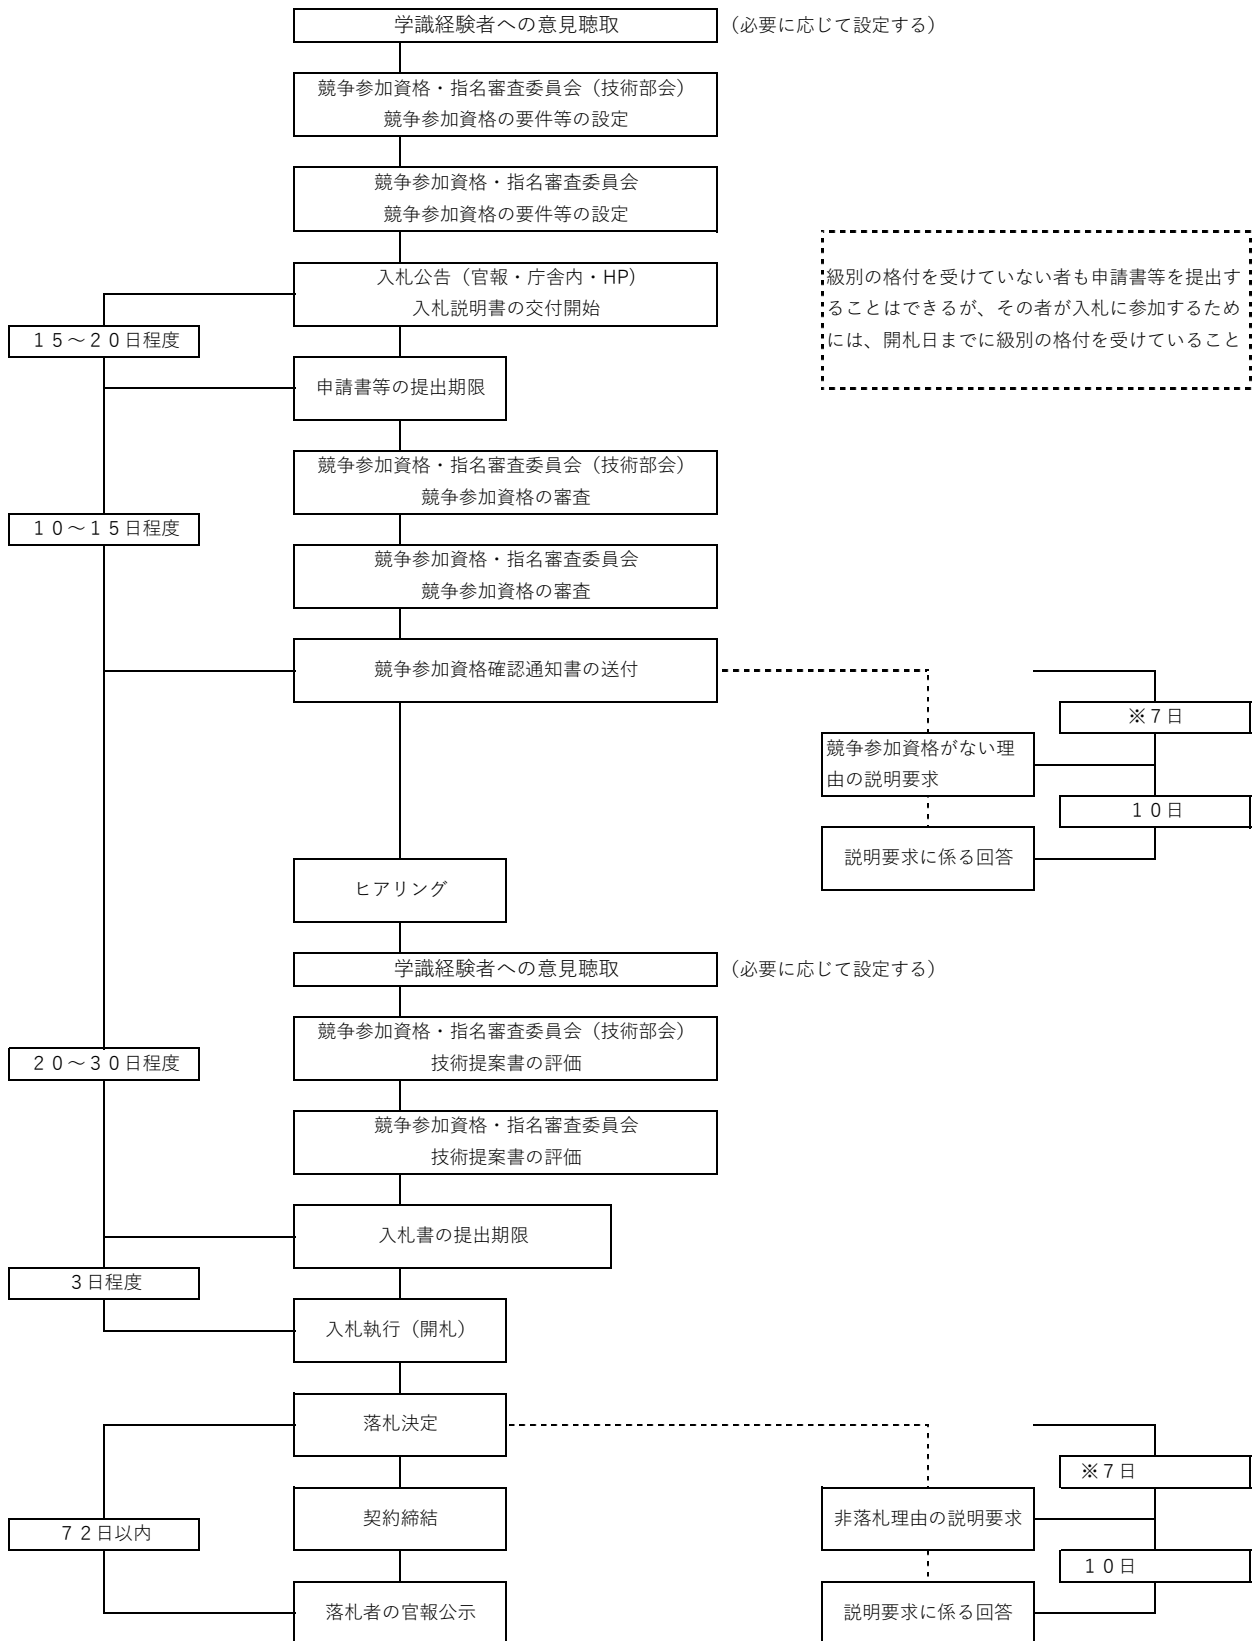 学識経験者への意見聴取
（必要に応じて設定する）
競争参加資格・指名審査委員会（技術部会）
競争参加資格の要件等の設定
競争参加資格・指名審査委員会
競争参加資格の要件等の設定
入札公告（官報・庁舎内・HP）
入札説明書の交付開始
級別の格付を受けていない者も申請書等を提出す
ることはできるが、その者が入札に参加するため
には、開札日までに級別の格付を受けていること
１５～２０日程度
申請書等の提出期限
競争参加資格・指名審査委員会（技術部会）
競争参加資格の審査
１０～１５日程度
競争参加資格・指名審査委員会
競争参加資格の審査
競争参加資格確認通知書の送付
※７日
競争参加資格がない理
由の説明要求
１０日
説明要求に係る回答
ヒアリング
学識経験者への意見聴取
（必要に応じて設定する）
競争参加資格・指名審査委員会（技術部会）
技術提案書の評価
２０～３０日程度
競争参加資格・指名審査委員会
技術提案書の評価
入札書の提出期限
３日程度
入札執行（開札）
落札決定
※７日
契約締結
非落札理由の説明要求
７２日以内
１０日
落札者の官報公示
説明要求に係る回答